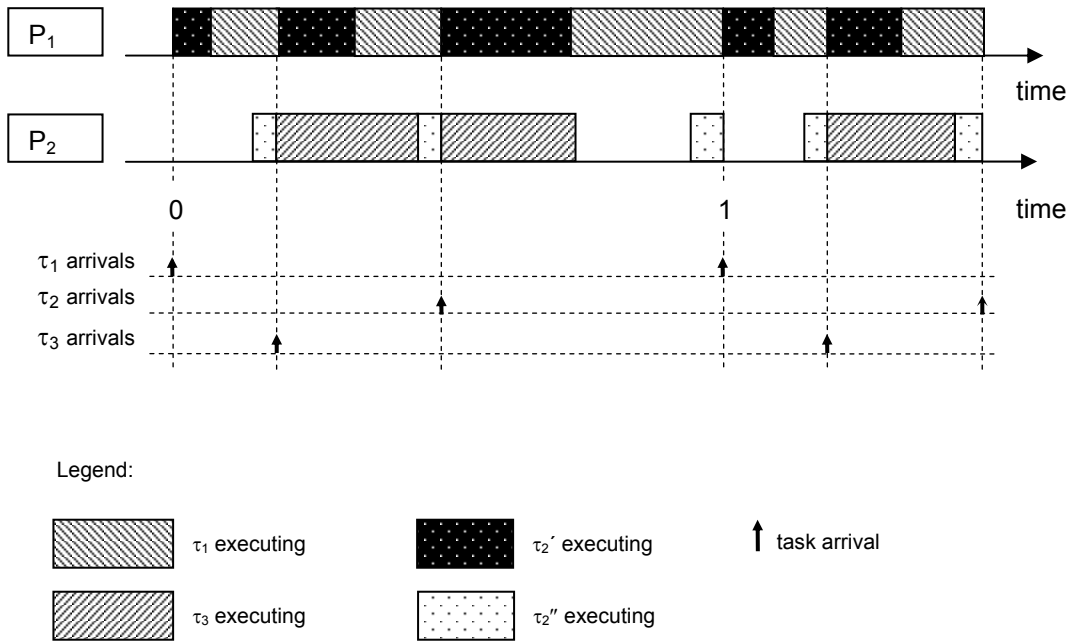 P₁
time
P₂
0 1 time
τ₁ arrivals
τ₂ arrivals
τ₃ arrivals
Legend:
τ₁ executing τ₂′ executing task arrival
τ₃ executing τ₂″ executing